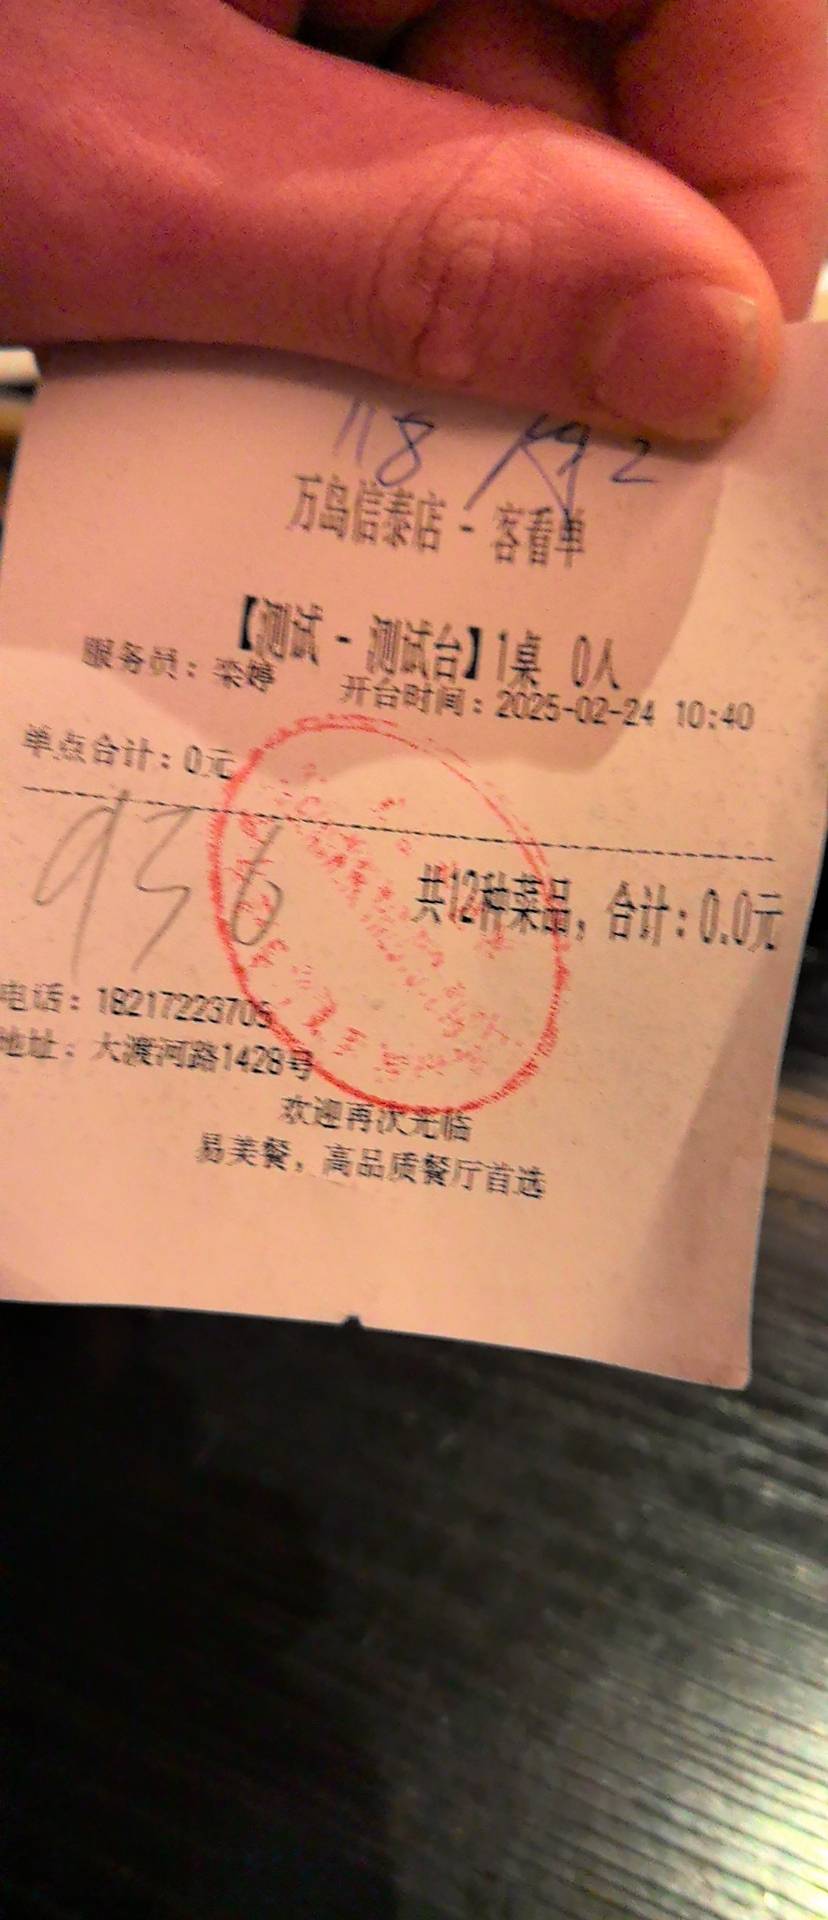 118
万岛信泰店 - 客看单
【测试 - 测试台】1桌 0人
服务员：梁婷 开台时间：2025-02-24 10:40
单点合计：0元
936
共12种菜品，合计：0.0元
电话：18217223705
地址：大渡河路1428号
欢迎再次光临
易美餐，高品质餐厅首选